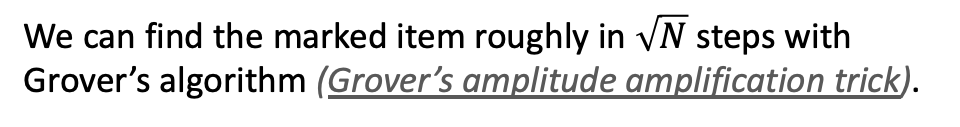 We can find the marked item roughly in √N steps with
Grover’s algorithm (Grover’s amplitude amplification trick).